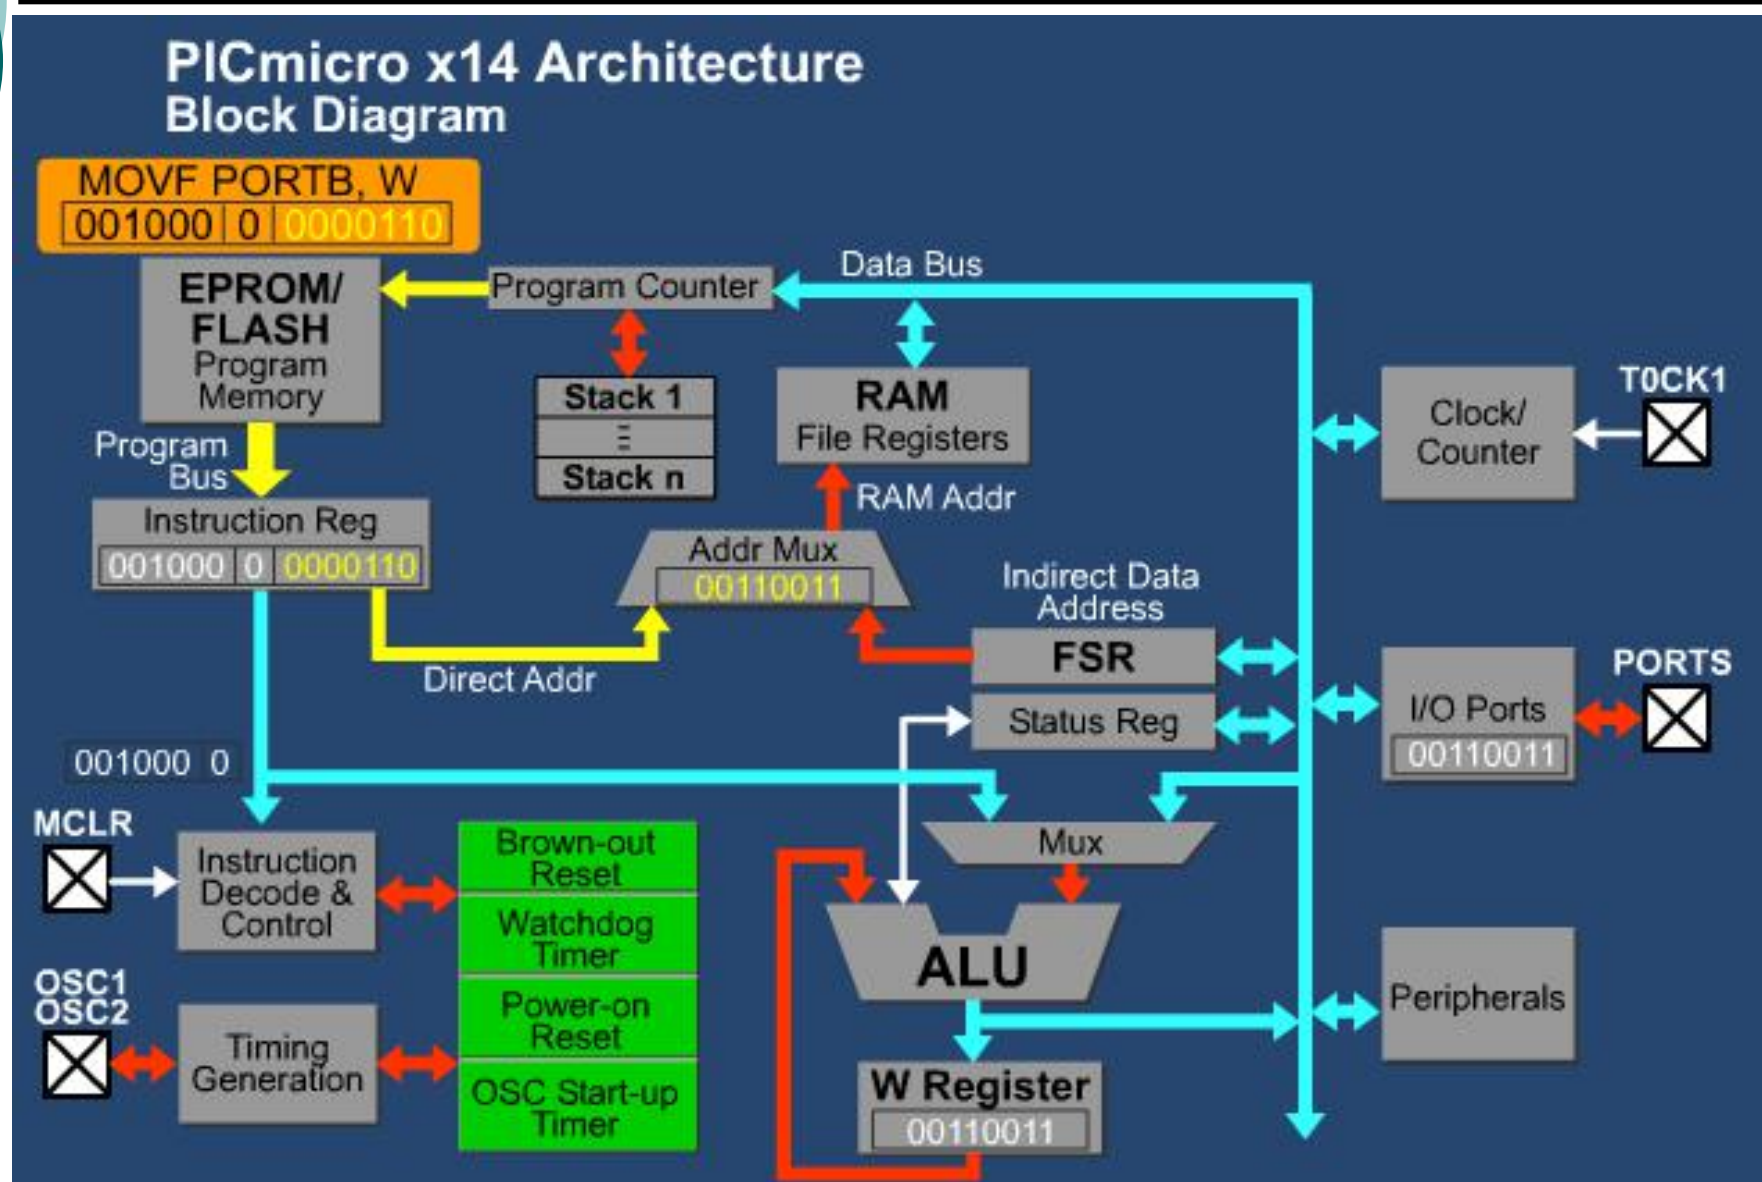 PICmicro x14 Architecture
Block Diagram
MOVF PORTB, W
001000 0 0000110
EPROM/
FLASH
Program
Memory
Program Counter
Data Bus
Stack 1
Stack n
RAM
File Registers
RAM Addr
Clock/
Counter
T0CK1
Program
Bus
Instruction Reg
001000 0 0000110
Addr Mux
00110011
Direct Addr
Indirect Data
Address
FSR
Status Reg
I/O Ports
00110011
PORTS
001000 0
MCLR
Instruction
Decode &
Control
Brown-out
Reset
Watchdog
Timer
Power-on
Reset
OSC Start-up
Timer
OSC1
OSC2
Timing
Generation
Mux
ALU
W Register
00110011
Peripherals